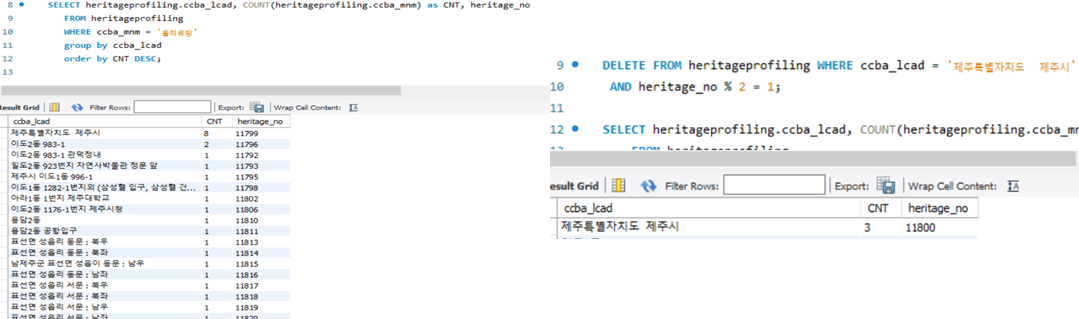 8 SELECT heritageprofiling.ccba_lcad, COUNT(heritageprofiling.ccba_mnm) as CNT, heritage_no
9 FROM heritageprofiling
10 WHERE ccba_mnm = '돌하르방'
11 group by ccba_lcad
12 order by CNT DESC;
13
Result Grid Filter Rows: Export: Wrap Cell Content:
ccba_lcad CNT heritage_no
제주특별자치도 제주시 8 11799
이도2동 983-1 2 11796
이도2동 983-1 관덕정내 1 11792
일도2동 923번지 자연사박물관 정문 앞 1 11793
제주시 이도1동 996-1 1 11795
이도1동 1282-1번지외 (삼성혈 입구, 삼성혈 건... 1 11798
아라1동 1번지 제주대학교 1 11802
이도2동 1176-1번지 제주시청 1 11806
용담2동 1 11810
용담2동 공항입구 1 11811
표선면 성읍리 동문 ; 북우 1 11813
표선면 성읍리 동문 ; 북좌 1 11814
남제주군 표선면 성읍이 동문 ; 남우 1 11815
표선면 성읍리 동문 ; 남좌 1 11816
표선면 성읍리 서문 ; 북우 1 11817
표선면 성읍리 서문 ; 북좌 1 11818
표선면 성읍리 서문 ; 남우 1 11819
표선면 성읍리 서문 ; 남좌 1 11820
9 DELETE FROM heritageprofiling WHERE ccba_lcad = '제주특별자치도 제주시'
10 AND heritage_no % 2 = 1;
11
12 SELECT heritageprofiling.ccba_lcad, COUNT(heritageprofiling.ccba_mn
13 FROM heritageprofiling
esult Grid Filter Rows: Export: Wrap Cell Content:
ccba_lcad CNT heritage_no
제주특별자치도 제주시 3 11800